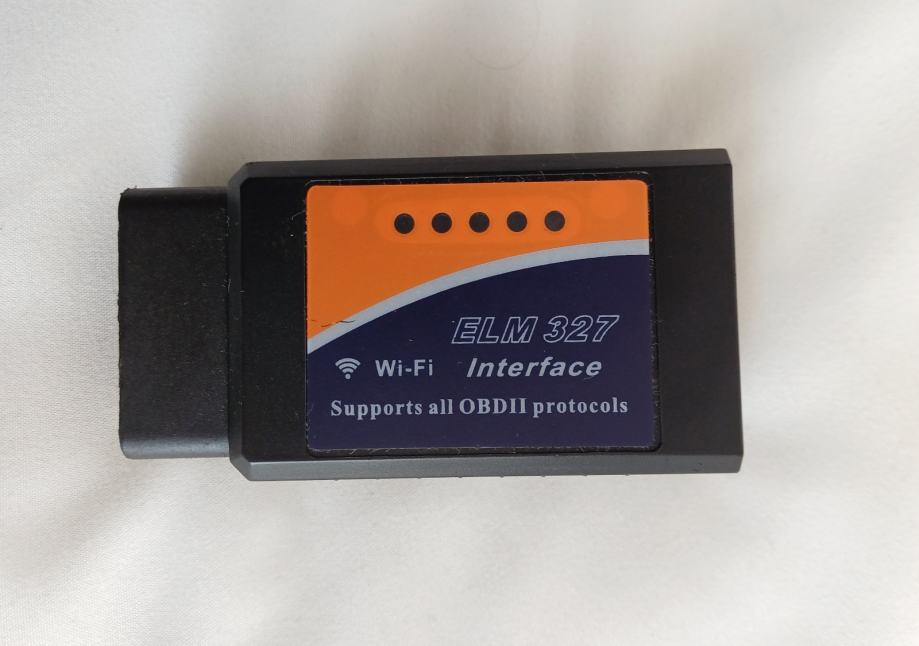 ELM 327
Wi-Fi Interface
Supports all OBDII protocols